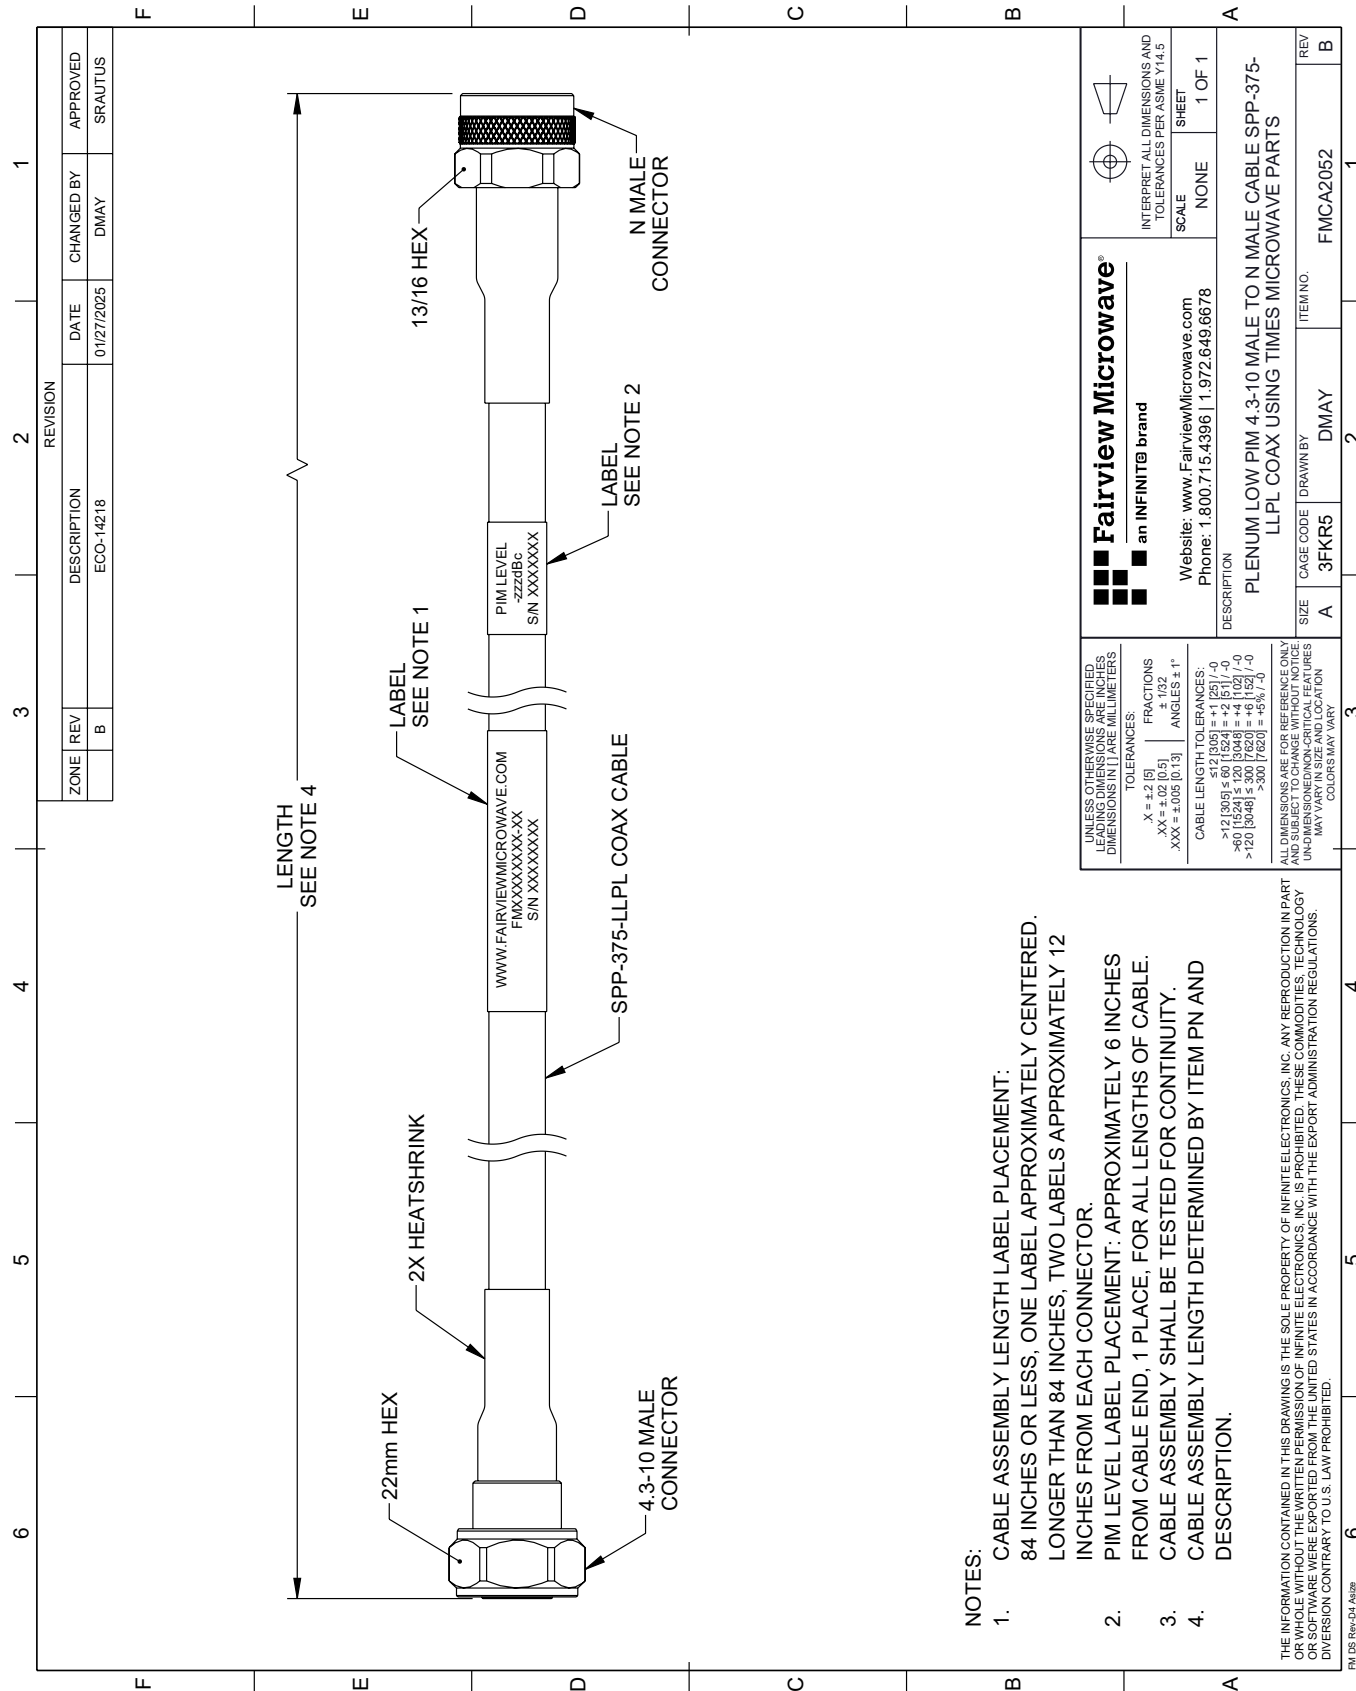 REVISION
ZONE REV DESCRIPTION DATE CHANGED BY APPROVED
B ECO-14218 01/27/2025 DMAY SRAUTUS
6 5 4 3 2 1
F
E
D
C
B
A
LENGTH
SEE NOTE 4
22mm HEX
2X HEATSHRINK
LABEL
SEE NOTE 1
13/16 HEX
WWW.FAIRVIEWMICROWAVE.COM
FMXXXXXXXX-XX
S/N XXXXXXXX
PIM LEVEL
-zzzdBc
S/N XXXXXXX
4.3-10 MALE
CONNECTOR
SPP-375-LLPL COAX CABLE
LABEL
SEE NOTE 2
N MALE
CONNECTOR
F
E
D
C
B
A
NOTES:
1. CABLE ASSEMBLY LENGTH LABEL PLACEMENT:
84 INCHES OR LESS, ONE LABEL APPROXIMATELY CENTERED.
LONGER THAN 84 INCHES, TWO LABELS APPROXIMATELY 12
INCHES FROM EACH CONNECTOR.
2. PIM LEVEL LABEL PLACEMENT: APPROXIMATELY 6 INCHES
FROM CABLE END, 1 PLACE, FOR ALL LENGTHS OF CABLE.
3. CABLE ASSEMBLY SHALL BE TESTED FOR CONTINUITY.
4. CABLE ASSEMBLY LENGTH DETERMINED BY ITEM PN AND
DESCRIPTION.
THE INFORMATION CONTAINED IN THIS DRAWING IS THE SOLE PROPERTY OF INFINITE ELECTRONICS, INC. ANY REPRODUCTION IN PART
OR WHOLE WITHOUT THE WRITTEN PERMISSION OF INFINITE ELECTRONICS, INC. IS PROHIBITED. THESE COMMODITIES, TECHNOLOGY
OR SOFTWARE WERE EXPORTED FROM THE UNITED STATES IN ACCORDANCE WITH THE EXPORT ADMINISTRATION REGULATIONS.
DIVERSION CONTRARY TO U.S. LAW PROHIBITED.
UNLESS OTHERWISE SPECIFIED
LEADING DIMENSIONS ARE INCHES
DIMENSIONS IN [ ] ARE MILLIMETERS
TOLERANCES:
.X = ±.2 [5] FRACTIONS
.XX = ±.02 [0.5] ± 1/32
.XXX = ±.005 [0.13] ANGLES ± 1°
CABLE LENGTH TOLERANCES:
≤12 [305] = +1 [25] / -0
>12 [305] ≤ 60 [1524] = +2 [51] / -0
>60 [1524] ≤ 120 [3048] = +4 [102] / -0
>120 [3048] ≤ 300 [7620] = +6 [152] / -0
>300 [7620] = +5% / -0
ALL DIMENSIONS ARE FOR REFERENCE ONLY
AND SUBJECT TO CHANGE WITHOUT NOTICE.
UN-DIMENSIONED/NON-CRITICAL FEATURES
MAY VARY IN SIZE AND LOCATION
COLORS MAY VARY
Fairview Microwave®
an INFINIT℮ brand
Website: www.FairviewMicrowave.com
Phone: 1.800.715.4396 | 1.972.649.6678
INTERPRET ALL DIMENSIONS AND
TOLERANCES PER ASME Y14.5
SCALE NONE SHEET 1 OF 1
DESCRIPTION
PLENUM LOW PIM 4.3-10 MALE TO N MALE CABLE SPP-375-
LLPL COAX USING TIMES MICROWAVE PARTS
SIZE A CAGE CODE 3FKR5 DRAWN BY DMAY ITEM NO. FMCA2052 REV B
FM DS Rev-D4 Asize
6 5 4 3 2 1